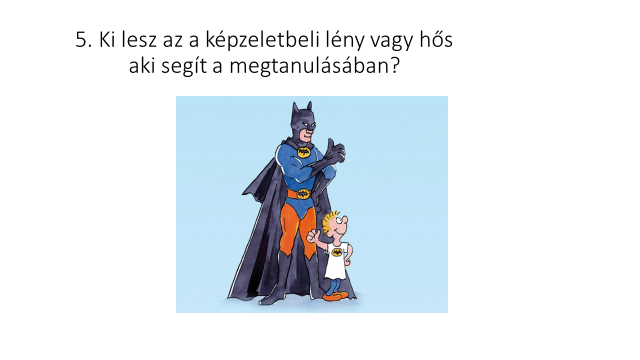 5. Ki lesz az a képzeletbeli lény vagy hős
aki segít a megtanulásában?